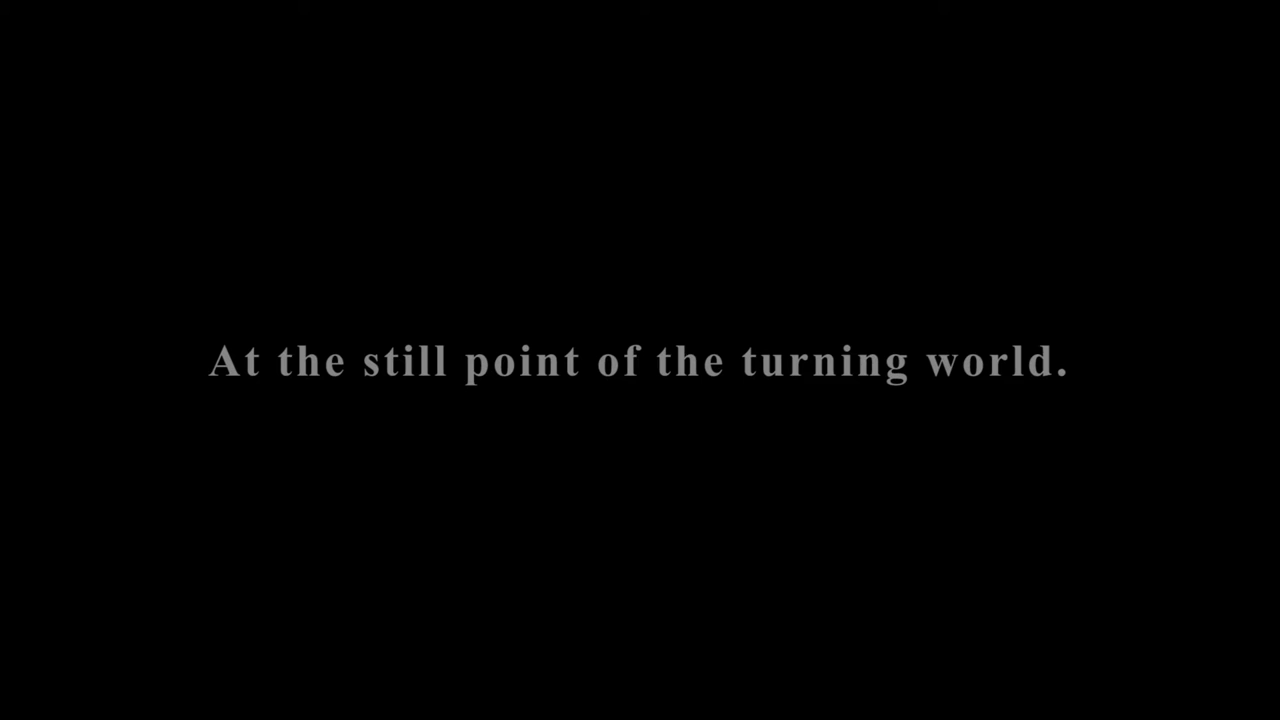 At the still point of the turning world.